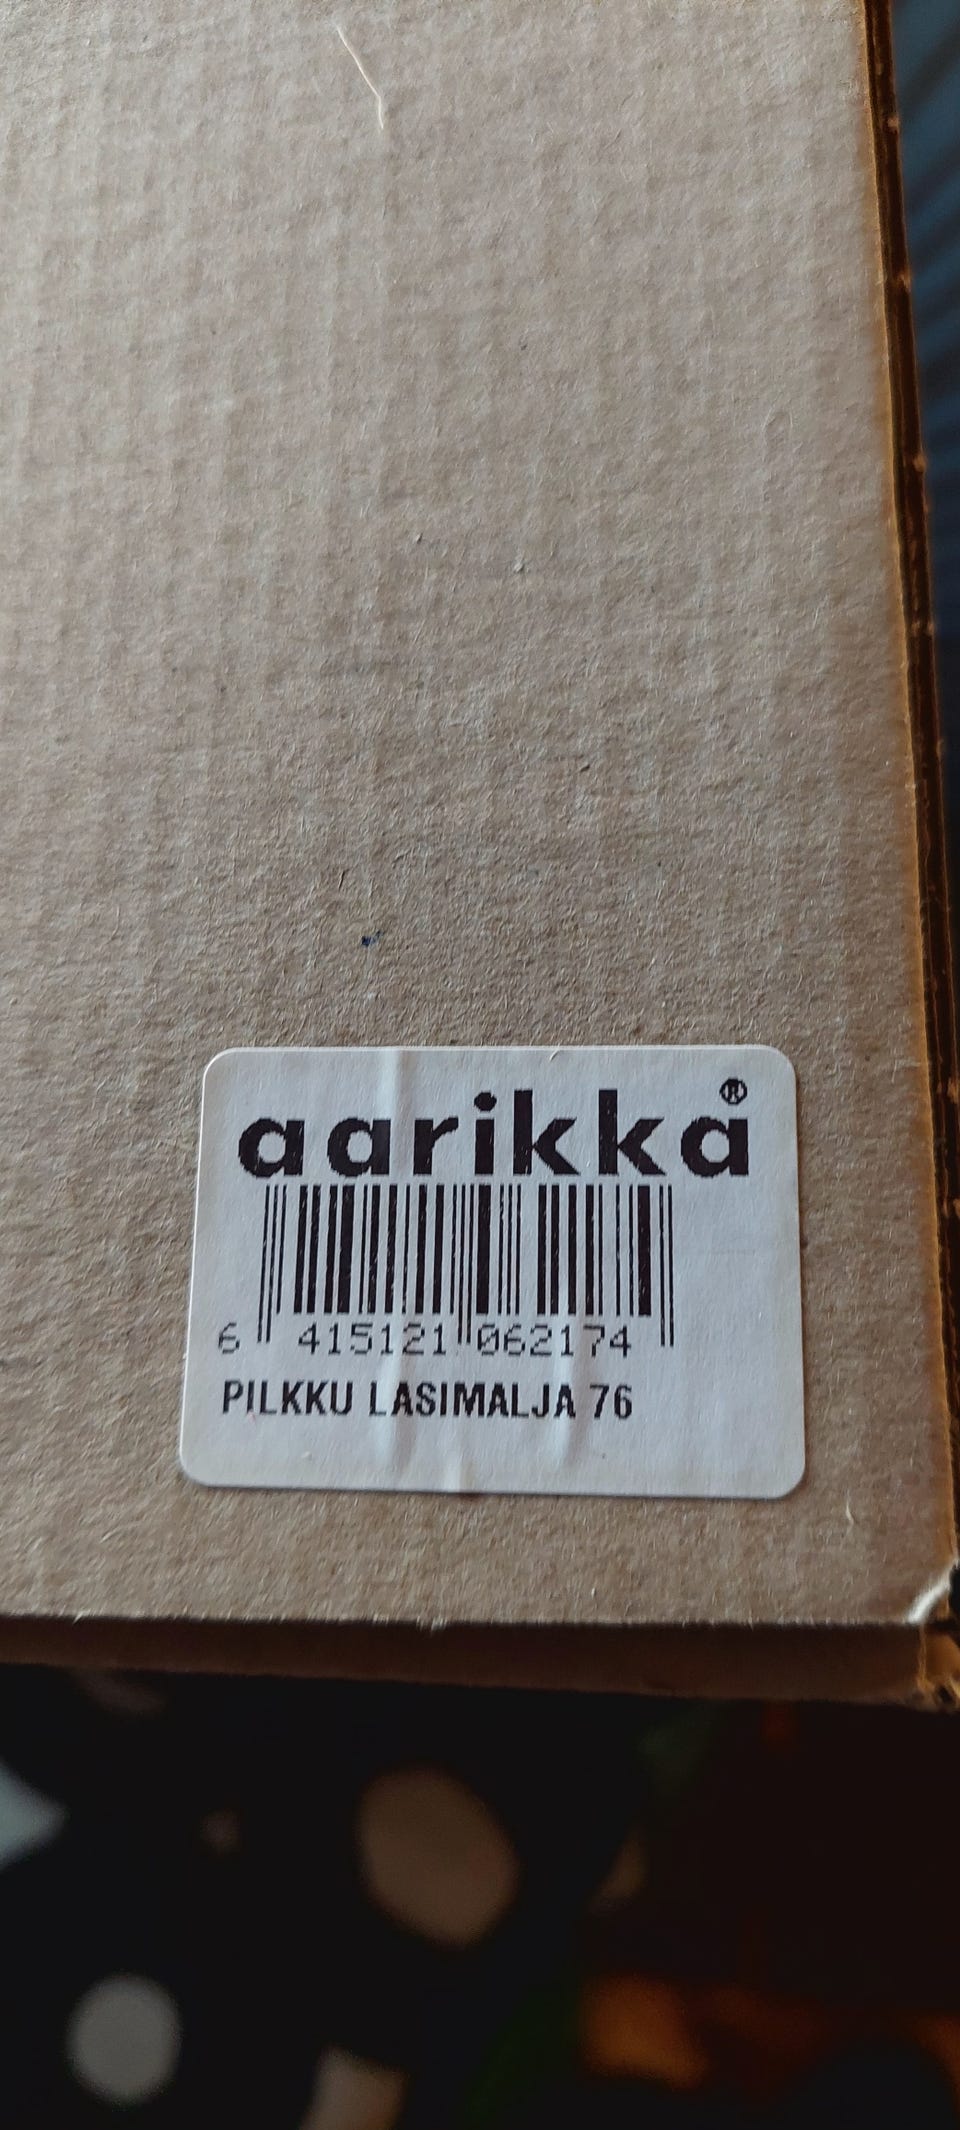 aarikka®
6 415121 062174
PILKKU LASIMALJA 76